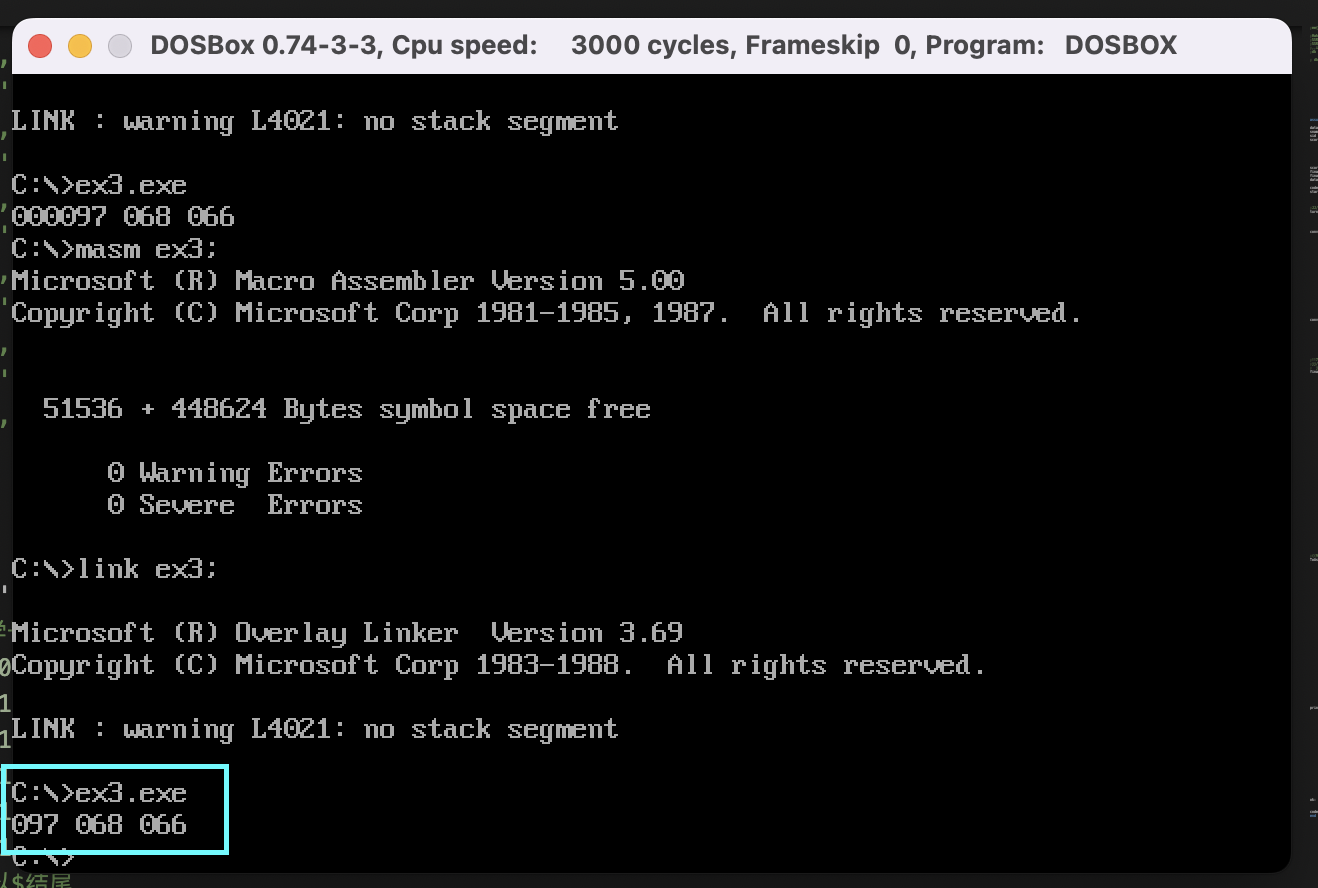 DOSBox 0.74-3-3, Cpu speed: 3000 cycles, Frameskip 0, Program: DOSBOX
LINK : warning L4021: no stack segment
C:\>ex3.exe
000097 068 066
C:\>masm ex3;
Microsoft (R) Macro Assembler Version 5.00
Copyright (C) Microsoft Corp 1981-1985, 1987.  All rights reserved.
51536 + 448624 Bytes symbol space free
0 Warning Errors
0 Severe  Errors
C:\>link ex3;
Microsoft (R) Overlay Linker  Version 3.69
Copyright (C) Microsoft Corp 1983-1988.  All rights reserved.
LINK : warning L4021: no stack segment
C:\>ex3.exe
097 068 066
C:\>
$结尾